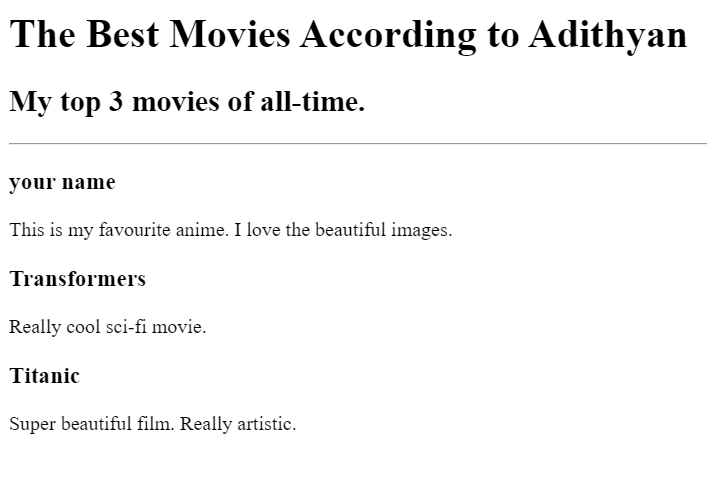 The Best Movies According to Adithyan
My top 3 movies of all-time.
your name
This is my favourite anime. I love the beautiful images.
Transformers
Really cool sci-fi movie.
Titanic
Super beautiful film. Really artistic.